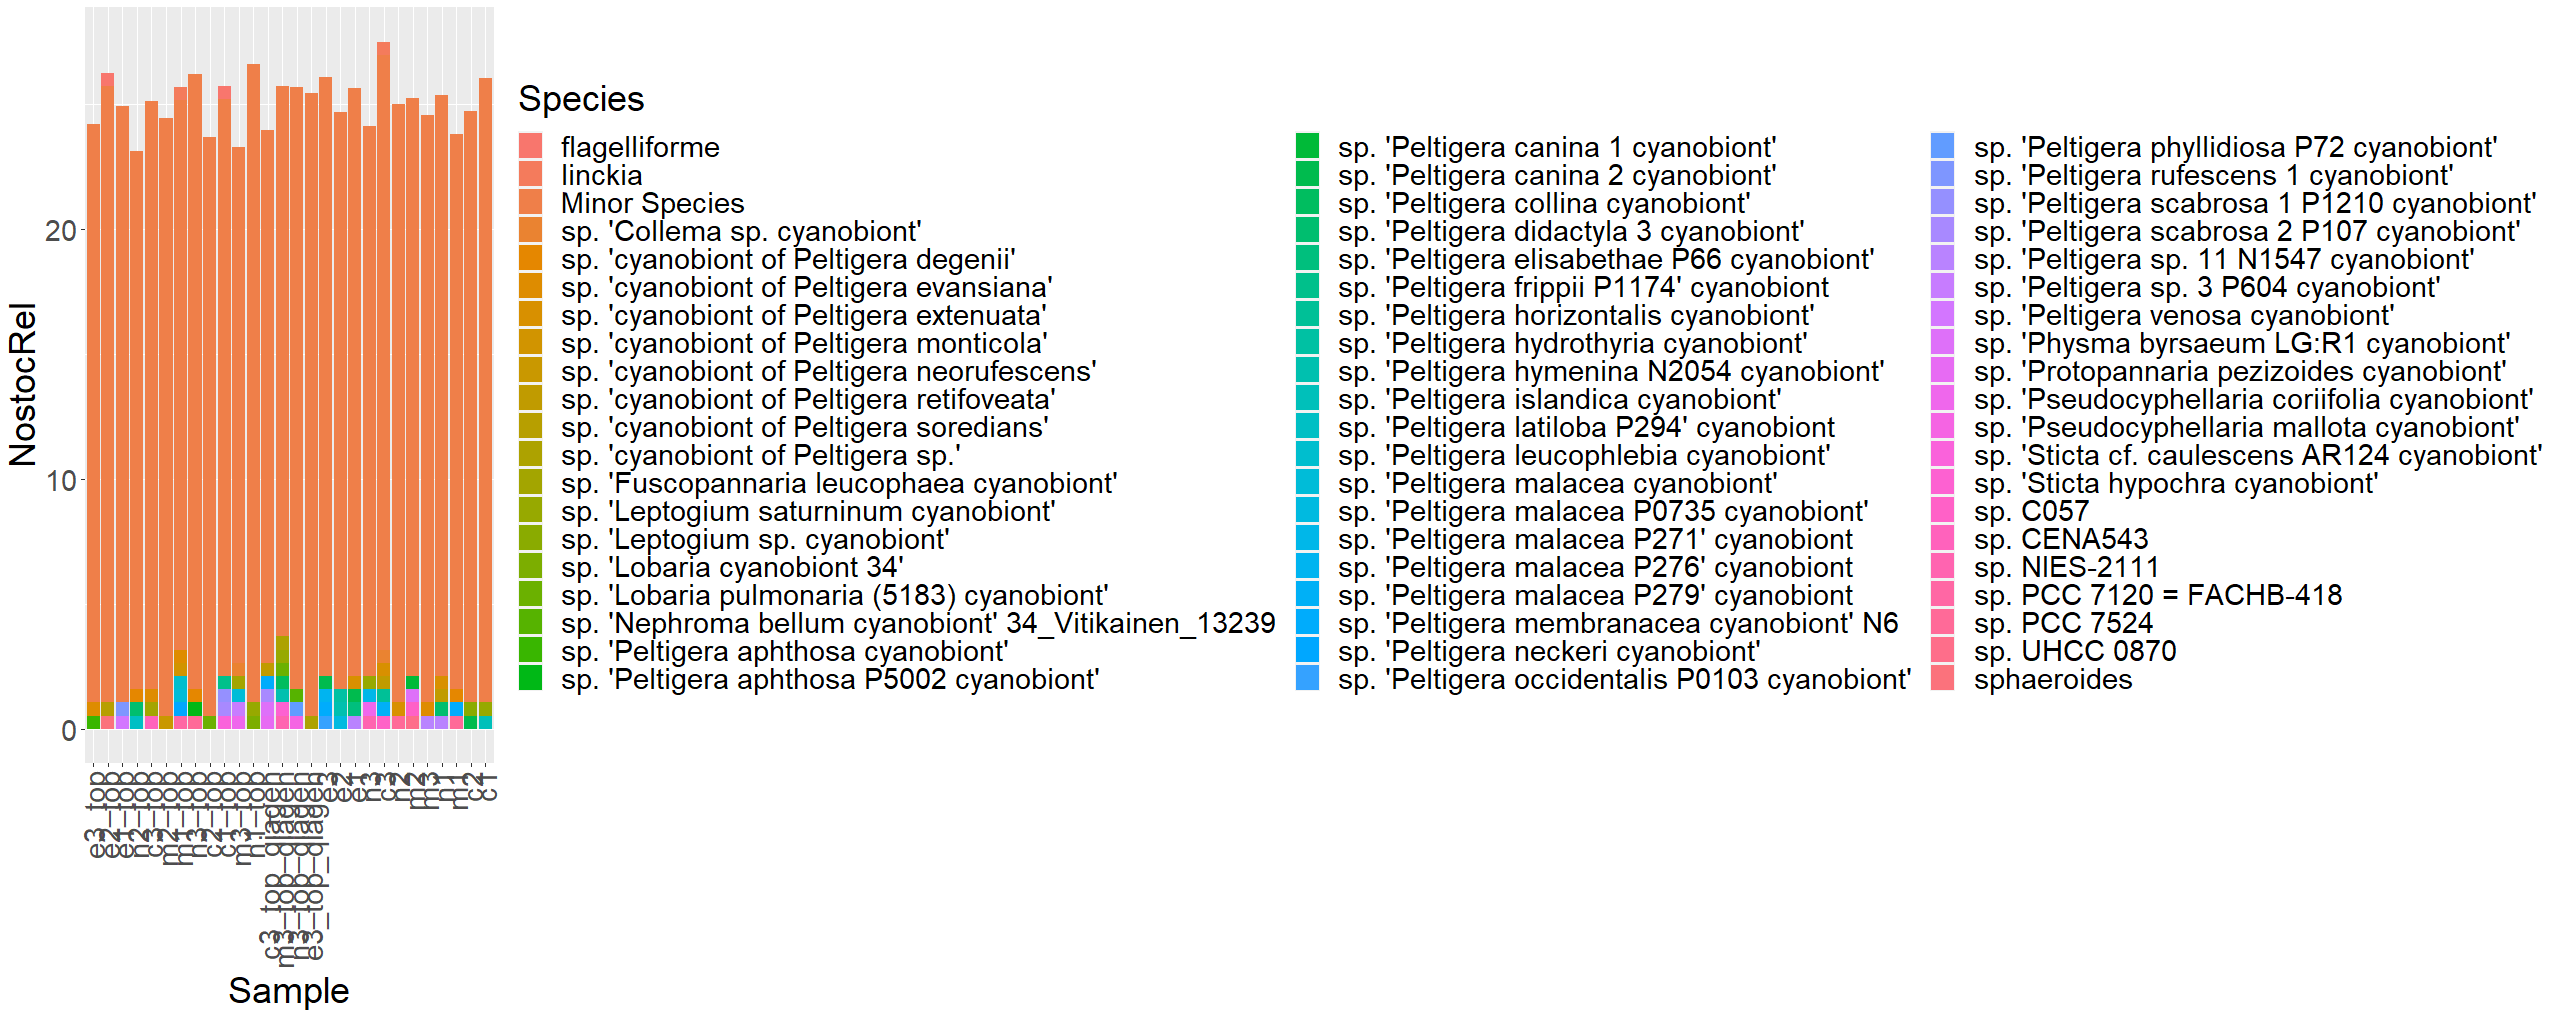 NostocRel
20
10
0
e3_top
e2_top
e1_top
n2_top
c3_top
m2_top
m1_top
n3_top
c2_top
c1_top
m3_top
n1_top
c3_top_qiagen
m3_top_qiagen
n3_top_qiagen
e3_top_qiagen
e3
e2
e1
n3
c3
n2
m2
m3
n1
m1
c2
c1
Sample
Species
flagelliforme
linckia
Minor Species
sp. 'Collema sp. cyanobiont'
sp. 'cyanobiont of Peltigera degenii'
sp. 'cyanobiont of Peltigera evansiana'
sp. 'cyanobiont of Peltigera extenuata'
sp. 'cyanobiont of Peltigera monticola'
sp. 'cyanobiont of Peltigera neorufescens'
sp. 'cyanobiont of Peltigera retifoveata'
sp. 'cyanobiont of Peltigera soredians'
sp. 'cyanobiont of Peltigera sp.'
sp. 'Fuscopannaria leucophaea cyanobiont'
sp. 'Leptogium saturninum cyanobiont'
sp. 'Leptogium sp. cyanobiont'
sp. 'Lobaria cyanobiont 34'
sp. 'Lobaria pulmonaria (5183) cyanobiont'
sp. 'Nephroma bellum cyanobiont' 34_Vitikainen_13239
sp. 'Peltigera aphthosa cyanobiont'
sp. 'Peltigera aphthosa P5002 cyanobiont'
sp. 'Peltigera canina 1 cyanobiont'
sp. 'Peltigera canina 2 cyanobiont'
sp. 'Peltigera collina cyanobiont'
sp. 'Peltigera didactyla 3 cyanobiont'
sp. 'Peltigera elisabethae P66 cyanobiont'
sp. 'Peltigera frippii P1174' cyanobiont
sp. 'Peltigera horizontalis cyanobiont'
sp. 'Peltigera hydrothyria cyanobiont'
sp. 'Peltigera hymenina N2054 cyanobiont'
sp. 'Peltigera islandica cyanobiont'
sp. 'Peltigera latiloba P294' cyanobiont
sp. 'Peltigera leucophlebia cyanobiont'
sp. 'Peltigera malacea cyanobiont'
sp. 'Peltigera malacea P0735 cyanobiont'
sp. 'Peltigera malacea P271' cyanobiont
sp. 'Peltigera malacea P276' cyanobiont
sp. 'Peltigera malacea P279' cyanobiont
sp. 'Peltigera membranacea cyanobiont' N6
sp. 'Peltigera neckeri cyanobiont'
sp. 'Peltigera occidentalis P0103 cyanobiont'
sp. 'Peltigera phyllidiosa P72 cyanobiont'
sp. 'Peltigera rufescens 1 cyanobiont'
sp. 'Peltigera scabrosa 1 P1210 cyanobiont'
sp. 'Peltigera scabrosa 2 P107 cyanobiont'
sp. 'Peltigera sp. 11 N1547 cyanobiont'
sp. 'Peltigera sp. 3 P604 cyanobiont'
sp. 'Peltigera venosa cyanobiont'
sp. 'Physma byrsaeum LG:R1 cyanobiont'
sp. 'Protopannaria pezizoides cyanobiont'
sp. 'Pseudocyphellaria coriifolia cyanobiont'
sp. 'Pseudocyphellaria mallota cyanobiont'
sp. 'Sticta cf. caulescens AR124 cyanobiont'
sp. 'Sticta hypochra cyanobiont'
sp. C057
sp. CENA543
sp. NIES-2111
sp. PCC 7120 = FACHB-418
sp. PCC 7524
sp. UHCC 0870
sphaeroides